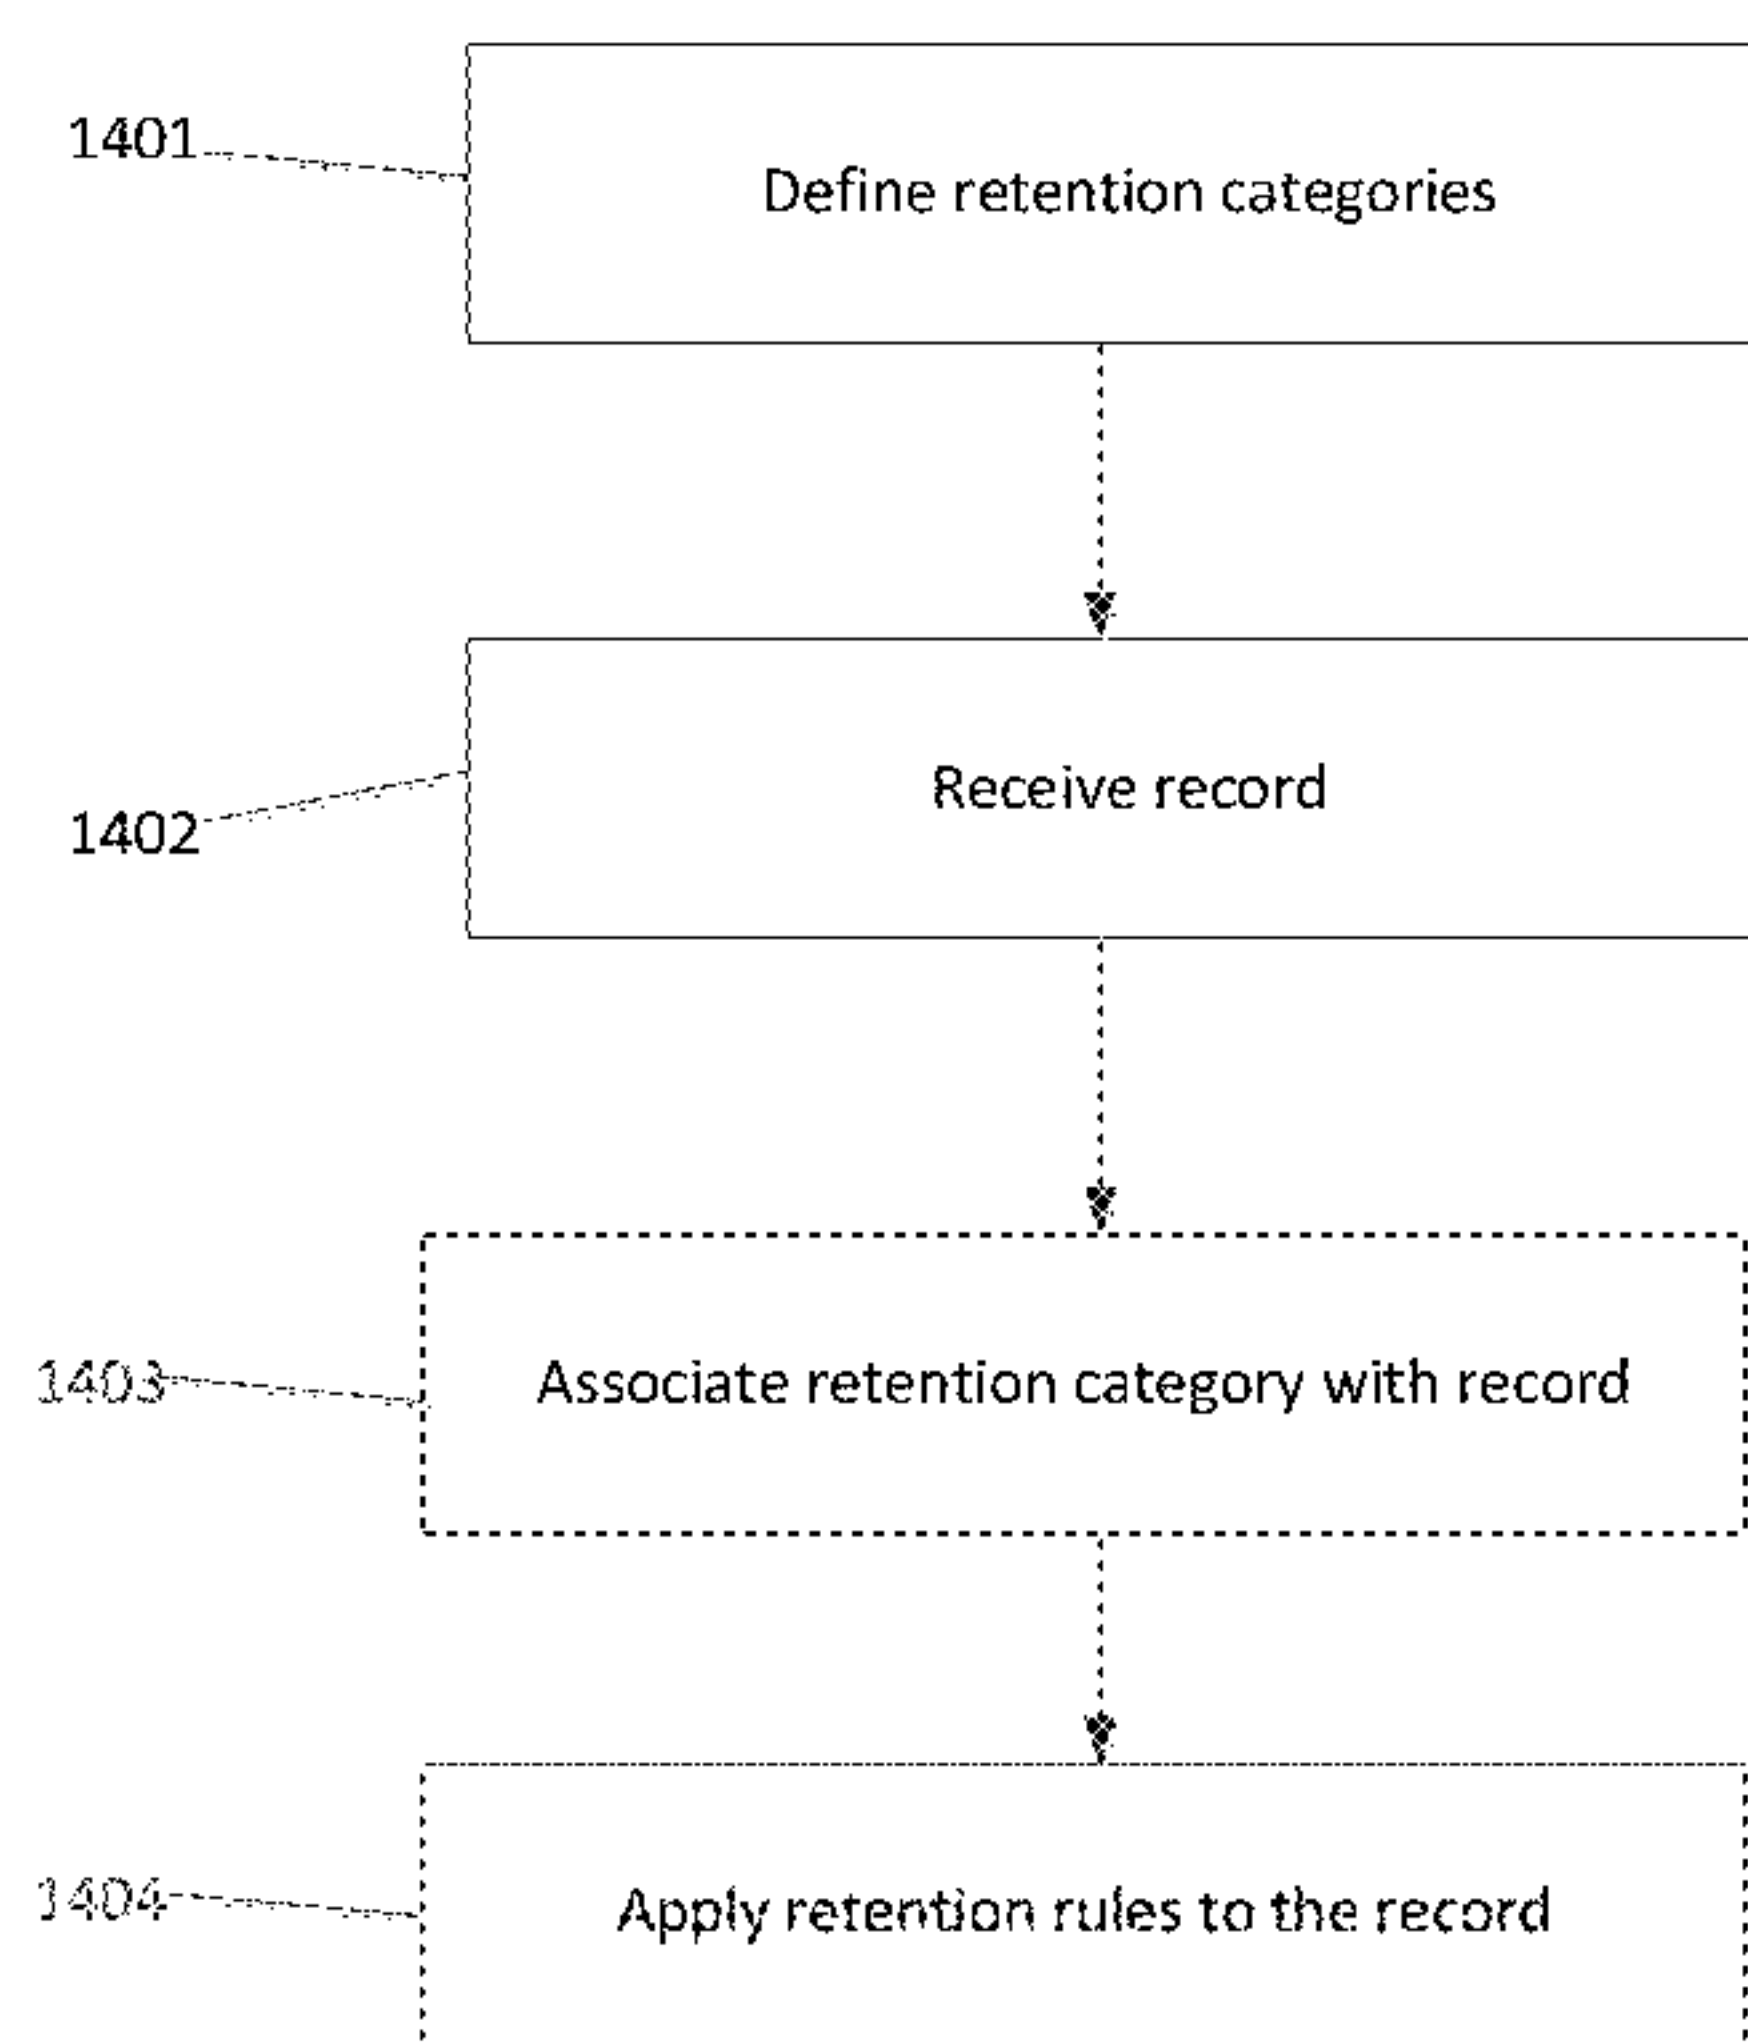 1401
Define retention categories
Receive record
1402
1403
Associate retention category with record
1404
Apply retention rules to the record